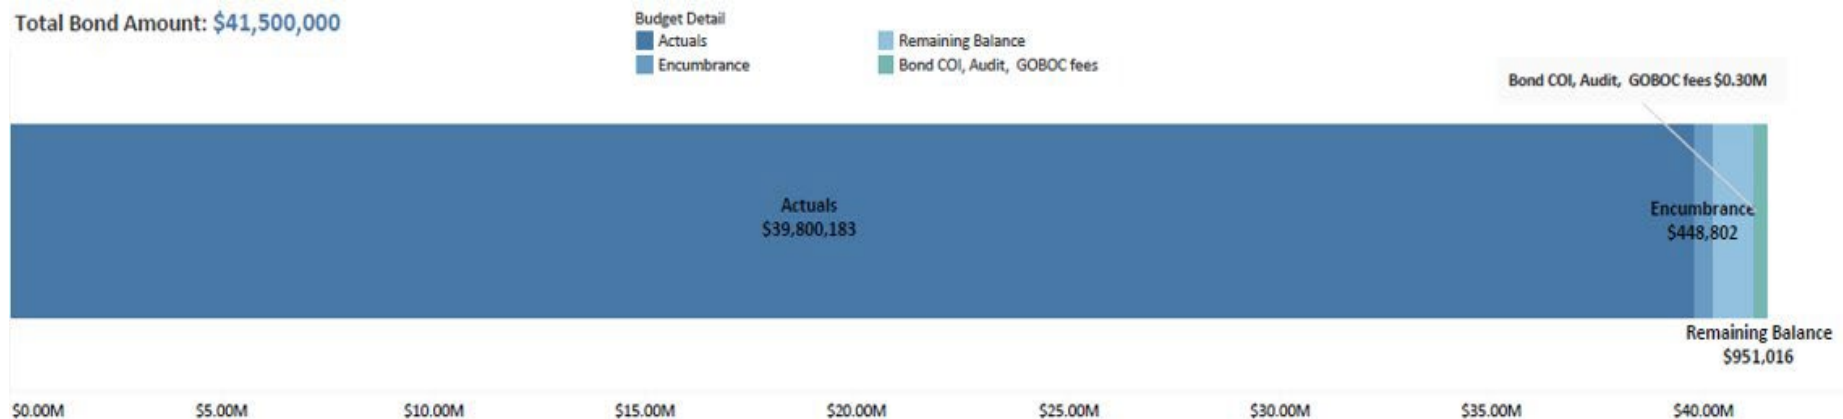 Total Bond Amount: $41,500,000
Budget Detail
Actuals
Remaining Balance
Encumbrance
Bond COI, Audit, GOBOC fees
Bond COI, Audit, GOBOC fees $0.30M
Actuals
$39,800,183
Encumbrance
$448,802
Remaining Balance
$951,016
$0.00M $5.00M $10.00M $15.00M $20.00M $25.00M $30.00M $35.00M $40.00M